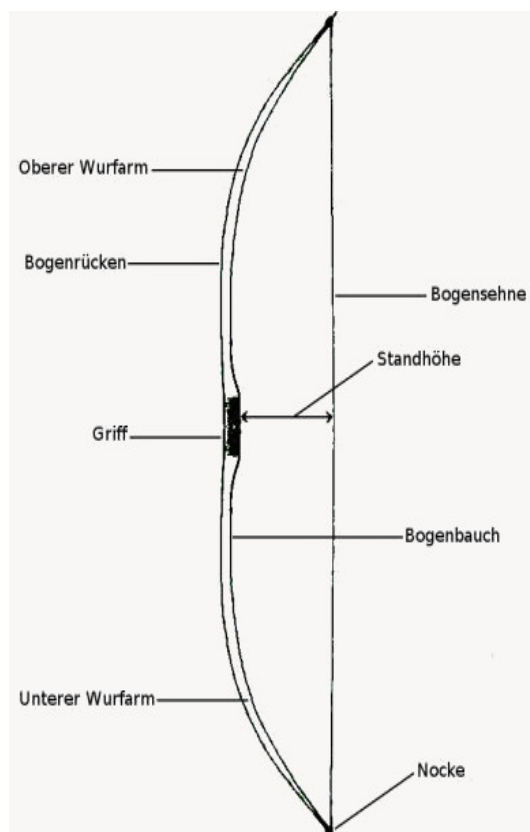 Oberer Wurfarm
Bogenrücken
Bogensehne
Standhöhe
Griff
Bogenbauch
Unterer Wurfarm
Nocke